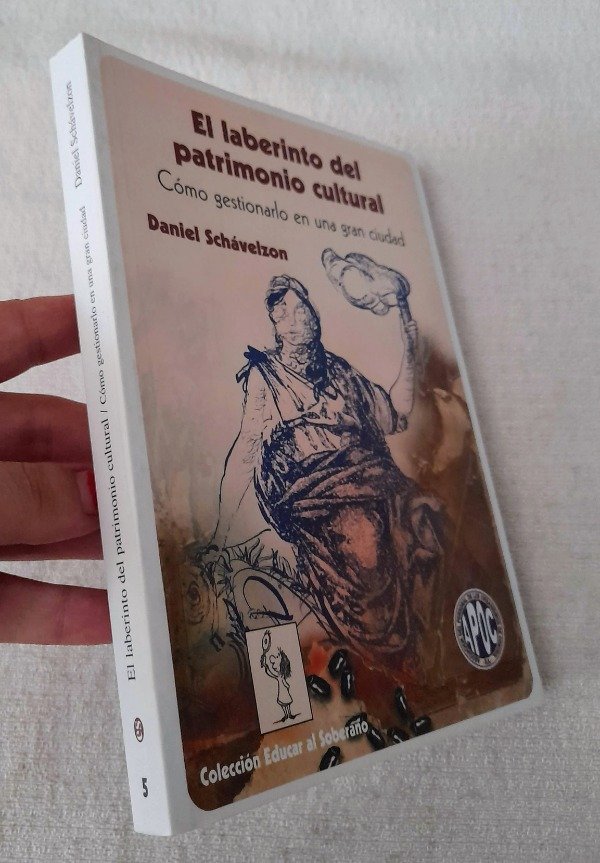 El laberinto del
patrimonio cultural
Cómo gestionarlo en una gran ciudad
Daniel Schávelzon
APOC
Colección Educar al Soberano
El laberinto del patrimonio cultural / Cómo gestionarlo en una gran ciudad Daniel Schávelzon
5